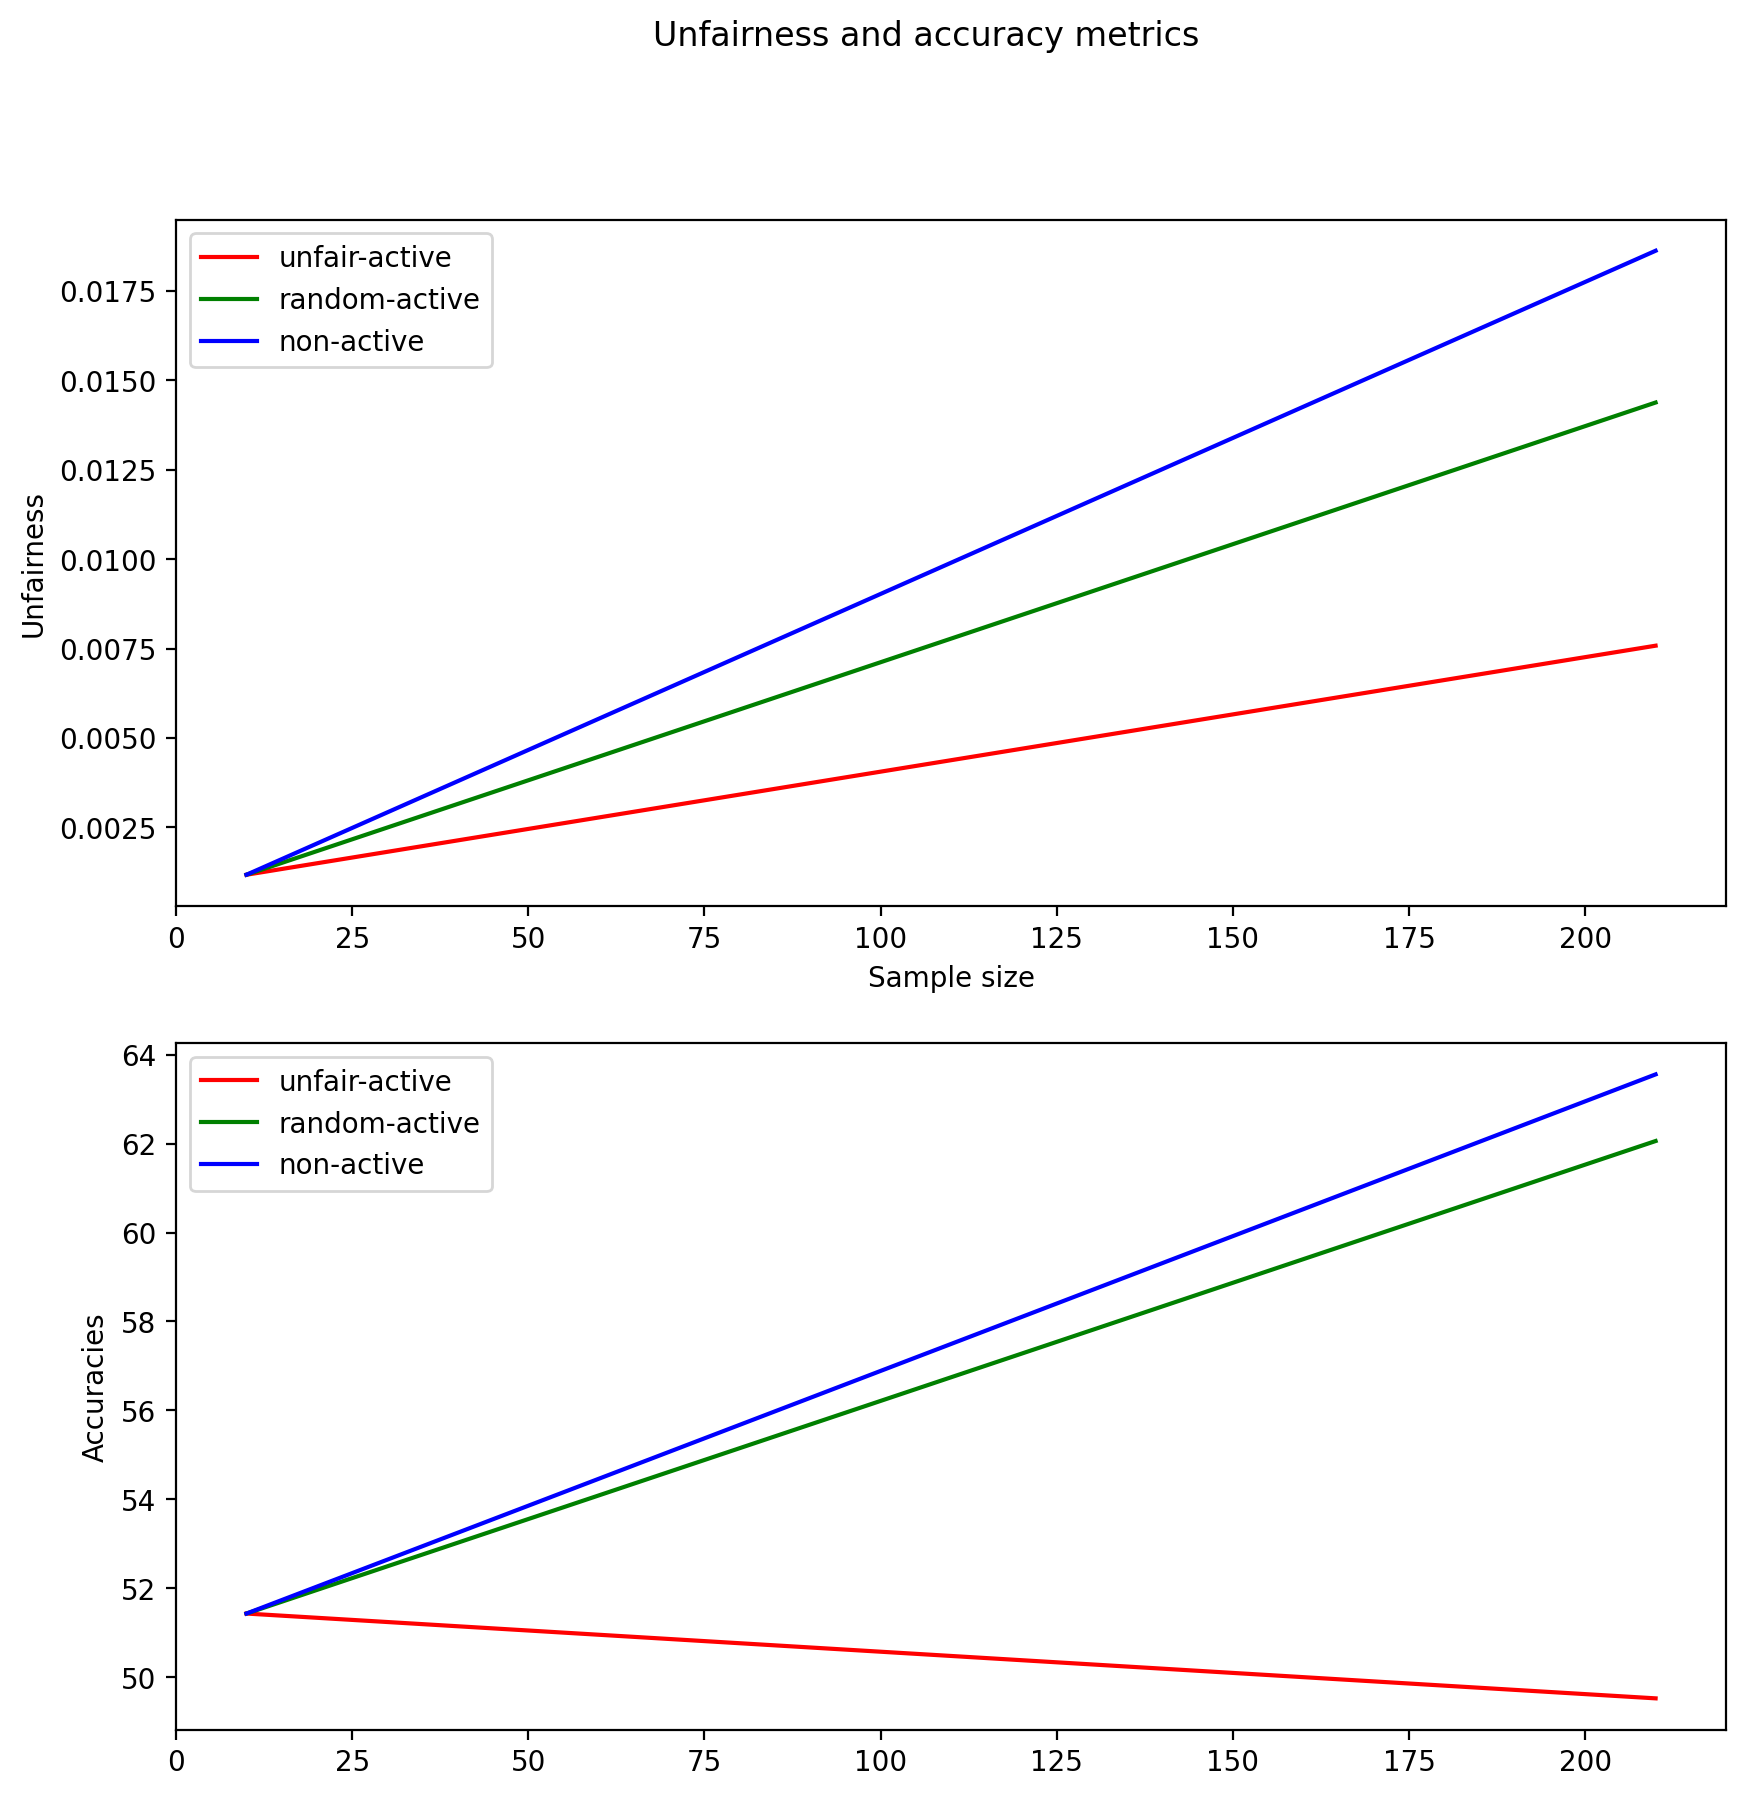 Unfairness and accuracy metrics
unfair-active
random-active
non-active
0.0175
0.0150
0.0125
0.0100
0.0075
0.0050
0.0025
Unfairness
0 25 50 75 100 125 150 175 200
Sample size
unfair-active
random-active
non-active
64
62
60
58
56
54
52
50
Accuracies
0 25 50 75 100 125 150 175 200